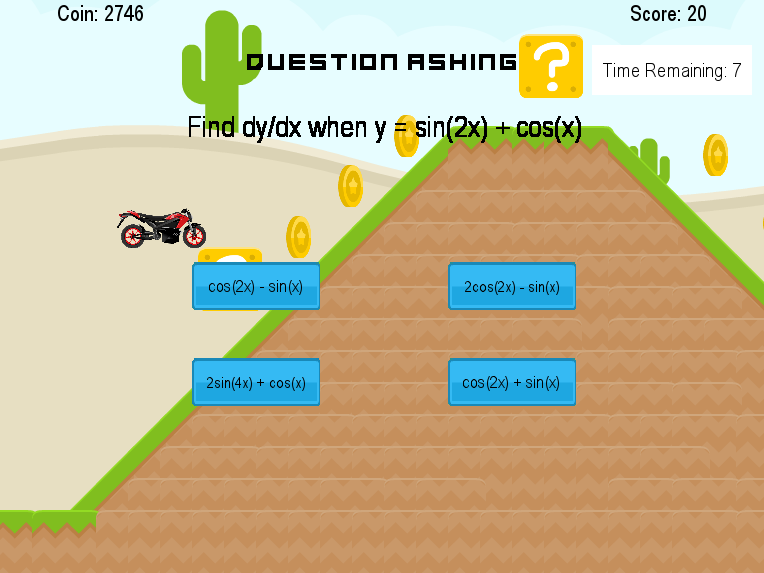 Coin: 2746
Score: 20
QUESTION ASHING
?
Time Remaining: 7
Find dy/dx when y = sin(2x) + cos(x)
cos(2x) - sin(x)
2cos(2x) - sin(x)
2sin(4x) + cos(x)
cos(2x) + sin(x)